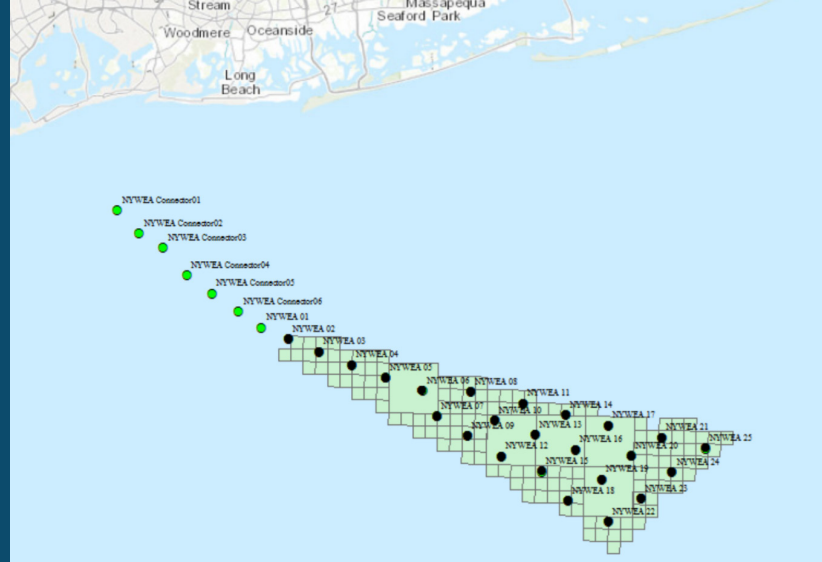 Stream
Massapequa
27
Seaford Park
Woodmere
Oceanside
Long
Beach
NYWEA Connector01
NYWEA Connector02
NYWEA Connector03
NYWEA Connector04
NYWEA Connector05
NYWEA Connector06
NYWEA 01
NYWEA 02
NYWEA 03
NYWEA 04
NYWEA 05
NYWEA 06
NYWEA 08
NYWEA 11
NYWEA 07
NYWEA 10
NYWEA 14
NYWEA 17
NYWEA 09
NYWEA 13
NYWEA 21
NYWEA 12
NYWEA 16
NYWEA 20
NYWEA 25
NYWEA 15
NYWEA 19
NYWEA 24
NYWEA 18
NYWEA 23
NYWEA 22